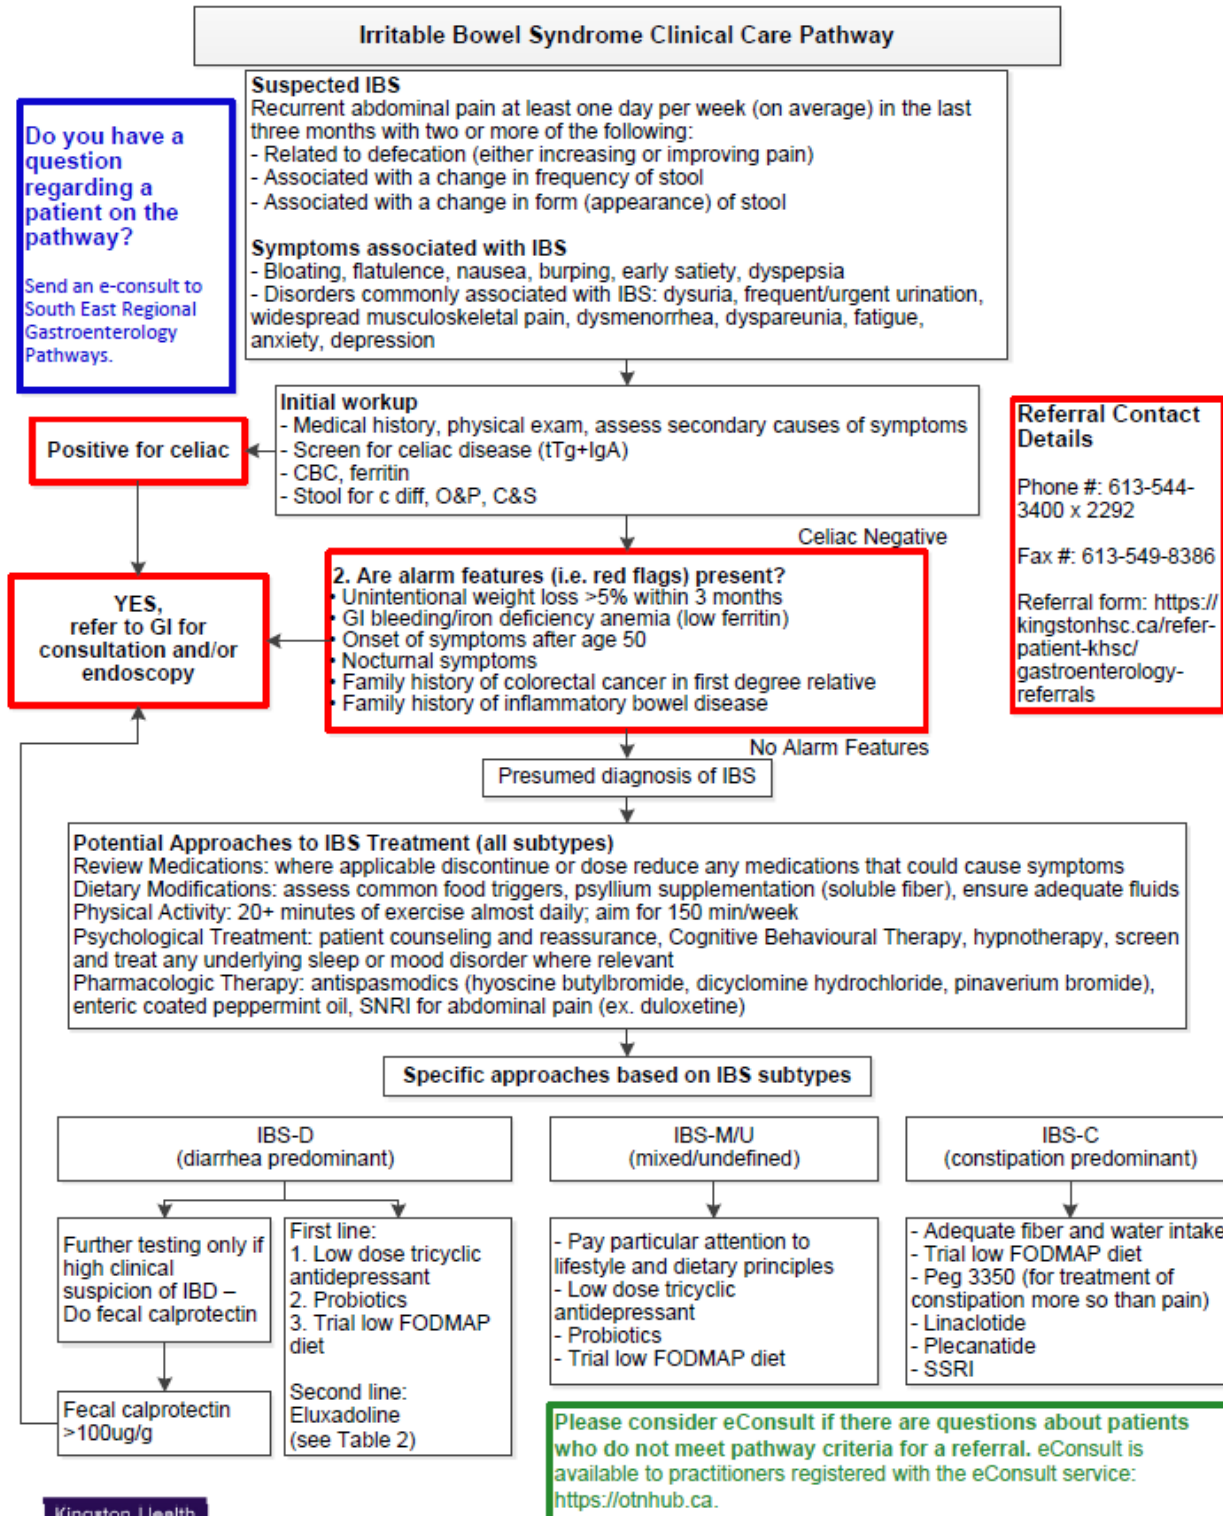 Irritable Bowel Syndrome Clinical Care Pathway
Suspected IBS
Recurrent abdominal pain at least one day per week (on average) in the last
three months with two or more of the following:
- Related to defecation (either increasing or improving pain)
- Associated with a change in frequency of stool
- Associated with a change in form (appearance) of stool
Symptoms associated with IBS
- Bloating, flatulence, nausea, burping, early satiety, dyspepsia
- Disorders commonly associated with IBS: dysuria, frequent/urgent urination,
widespread musculoskeletal pain, dysmenorrhea, dyspareunia, fatigue,
anxiety, depression
Do you have a
question
regarding a
patient on the
pathway?
Send an e-consult to
South East Regional
Gastroenterology
Pathways.
Initial workup
- Medical history, physical exam, assess secondary causes of symptoms
- Screen for celiac disease (tTg+IgA)
- CBC, ferritin
- Stool for c diff, O&P, C&S
Positive for celiac
Referral Contact
Details
Phone #: 613-544-
3400 x 2292
Fax #: 613-549-8386
Referral form: https://
kingstonhsc.ca/refer-
patient-khsc/
gastroenterology-
referrals
Celiac Negative
2. Are alarm features (i.e. red flags) present?
• Unintentional weight loss >5% within 3 months
• GI bleeding/iron deficiency anemia (low ferritin)
• Onset of symptoms after age 50
• Nocturnal symptoms
• Family history of colorectal cancer in first degree relative
• Family history of inflammatory bowel disease
YES,
refer to GI for
consultation and/or
endoscopy
No Alarm Features
Presumed diagnosis of IBS
Potential Approaches to IBS Treatment (all subtypes)
Review Medications: where applicable discontinue or dose reduce any medications that could cause symptoms
Dietary Modifications: assess common food triggers, psyllium supplementation (soluble fiber), ensure adequate fluids
Physical Activity: 20+ minutes of exercise almost daily; aim for 150 min/week
Psychological Treatment: patient counseling and reassurance, Cognitive Behavioural Therapy, hypnotherapy, screen
and treat any underlying sleep or mood disorder where relevant
Pharmacologic Therapy: antispasmodics (hyoscine butylbromide, dicyclomine hydrochloride, pinaverium bromide),
enteric coated peppermint oil, SNRI for abdominal pain (ex. duloxetine)
Specific approaches based on IBS subtypes
IBS-D
(diarrhea predominant)
Further testing only if
high clinical
suspicion of IBD –
Do fecal calprotectin
Fecal calprotectin
>100ug/g
First line:
1. Low dose tricyclic
antidepressant
2. Probiotics
3. Trial low FODMAP
diet
Second line:
Eluxadoline
(see Table 2)
IBS-M/U
(mixed/undefined)
- Pay particular attention to
lifestyle and dietary principles
- Low dose tricyclic
antidepressant
- Probiotics
- Trial low FODMAP diet
IBS-C
(constipation predominant)
- Adequate fiber and water intake
- Trial low FODMAP diet
- Peg 3350 (for treatment of
constipation more so than pain)
- Linaclotide
- Plecanatide
- SSRI
Please consider eConsult if there are questions about patients
who do not meet pathway criteria for a referral. eConsult is
available to practitioners registered with the eConsult service:
https://otnhub.ca.
Kingston Health